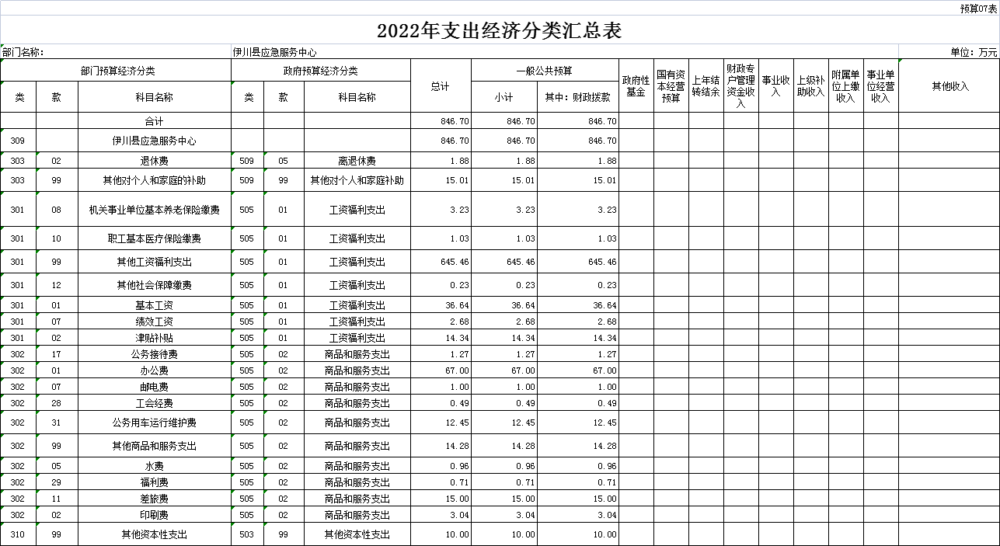 预算07表
2022年支出经济分类汇总表
部门名称: 伊川县应急服务中心 单位: 万元
部门预算经济分类 政府预算经济分类 总计 一般公共预算 政府性基金 国有资本经营预算 上年结转结余 财政专户管理资金收入 事业收入 上级补助收入 附属单位上缴收入 事业单位经营收入 其他收入
类 款 科目名称 类 款 科目名称 小计 其中: 财政拨款
合计 846.70 846.70 846.70
309 伊川县应急服务中心 846.70 846.70 846.70
303 02 退休费 509 05 离退休费 1.88 1.88 1.88
303 99 其他对个人和家庭的补助 509 99 其他对个人和家庭补助 15.01 15.01 15.01
301 08 机关事业单位基本养老保险缴费 505 01 工资福利支出 3.23 3.23 3.23
301 10 职工基本医疗保险缴费 505 01 工资福利支出 1.03 1.03 1.03
301 99 其他工资福利支出 505 01 工资福利支出 645.46 645.46 645.46
301 12 其他社会保障缴费 505 01 工资福利支出 0.23 0.23 0.23
301 01 基本工资 505 01 工资福利支出 36.64 36.64 36.64
301 07 绩效工资 505 01 工资福利支出 2.68 2.68 2.68
301 02 津贴补贴 505 01 工资福利支出 14.34 14.34 14.34
302 17 公务接待费 505 02 商品和服务支出 1.27 1.27 1.27
302 01 办公费 505 02 商品和服务支出 67.00 67.00 67.00
302 07 邮电费 505 02 商品和服务支出 1.00 1.00 1.00
302 28 工会经费 505 02 商品和服务支出 0.49 0.49 0.49
302 31 公务用车运行维护费 505 02 商品和服务支出 12.45 12.45 12.45
302 99 其他商品和服务支出 505 02 商品和服务支出 14.28 14.28 14.28
302 05 水费 505 02 商品和服务支出 0.96 0.96 0.96
302 29 福利费 505 02 商品和服务支出 0.71 0.71 0.71
302 11 差旅费 505 02 商品和服务支出 15.00 15.00 15.00
302 02 印刷费 505 02 商品和服务支出 3.04 3.04 3.04
310 99 其他资本性支出 503 99 其他资本性支出 10.00 10.00 10.00